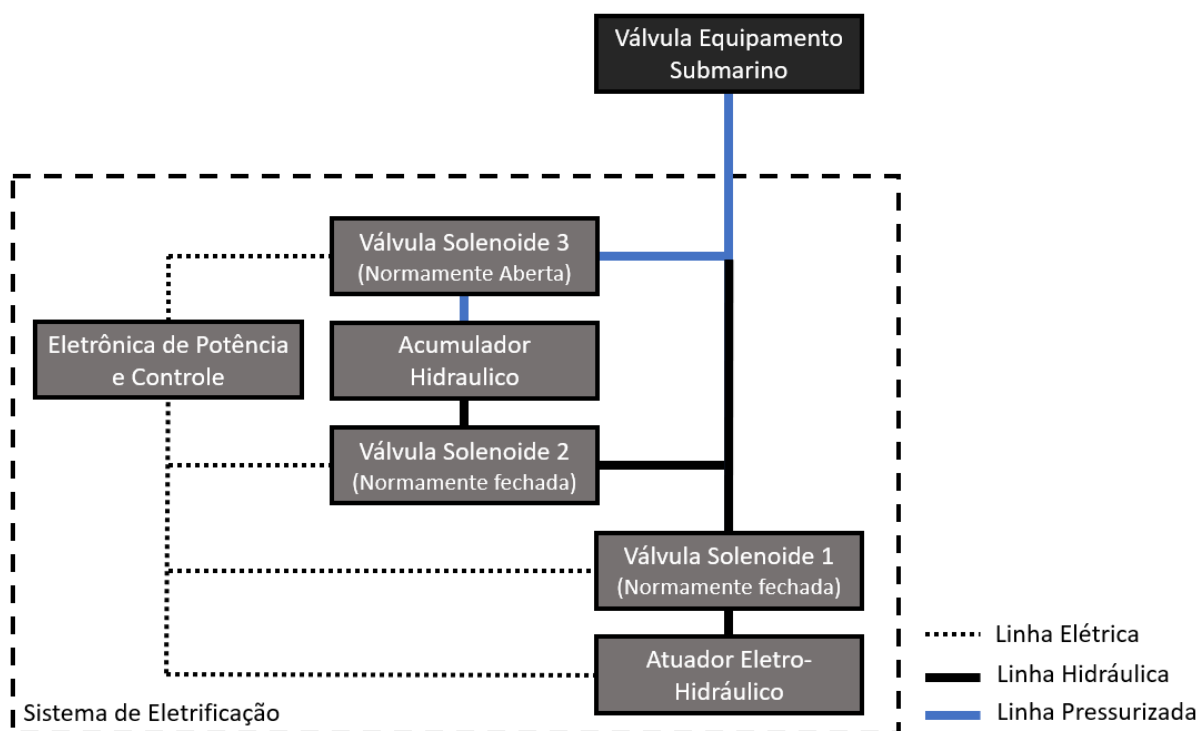 Válvula Equipamento
Submarino
Válvula Solenoide 3
(Normamente Aberta)
Eletrônica de Potência
e Controle
Acumulador
Hidraulico
Válvula Solenoide 2
(Normamente fechada)
Válvula Solenoide 1
(Normamente fechada)
Atuador Eletro-
Hidráulico
Sistema de Eletrificação
Linha Elétrica
Linha Hidráulica
Linha Pressurizada